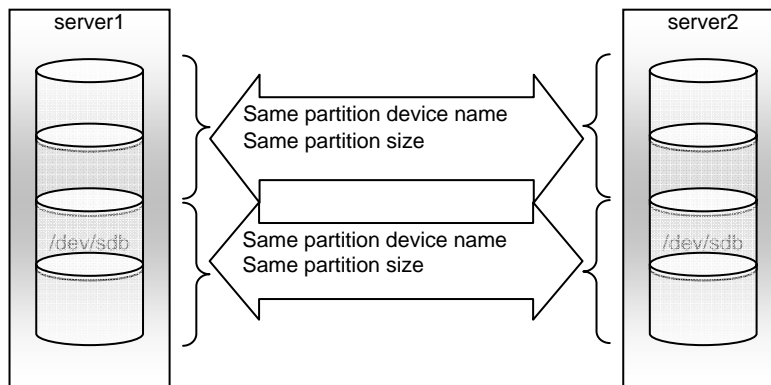 server1
server2
Same partition device name
Same partition size
/dev/sdb
/dev/sdb
Same partition device name
Same partition size